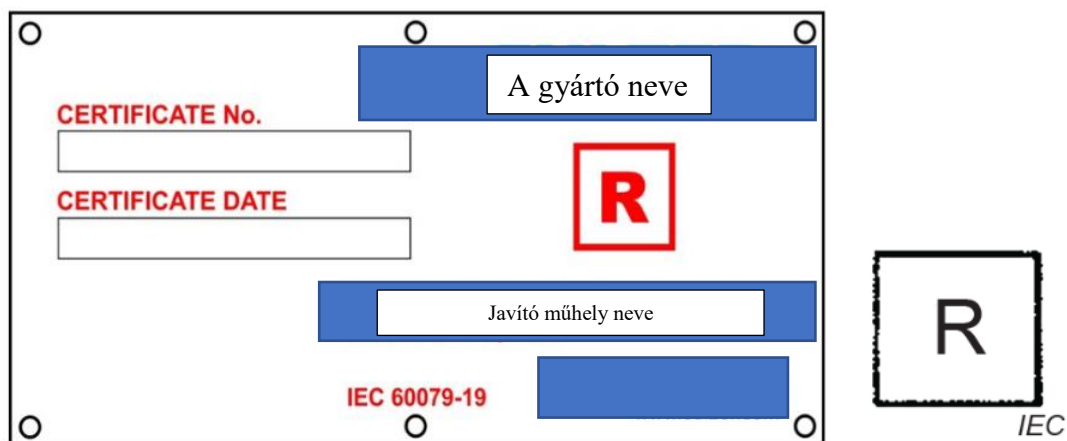 A gyártó neve
CERTIFICATE No.
R
CERTIFICATE DATE
Javító műhely neve
R
IEC 60079-19
IEC